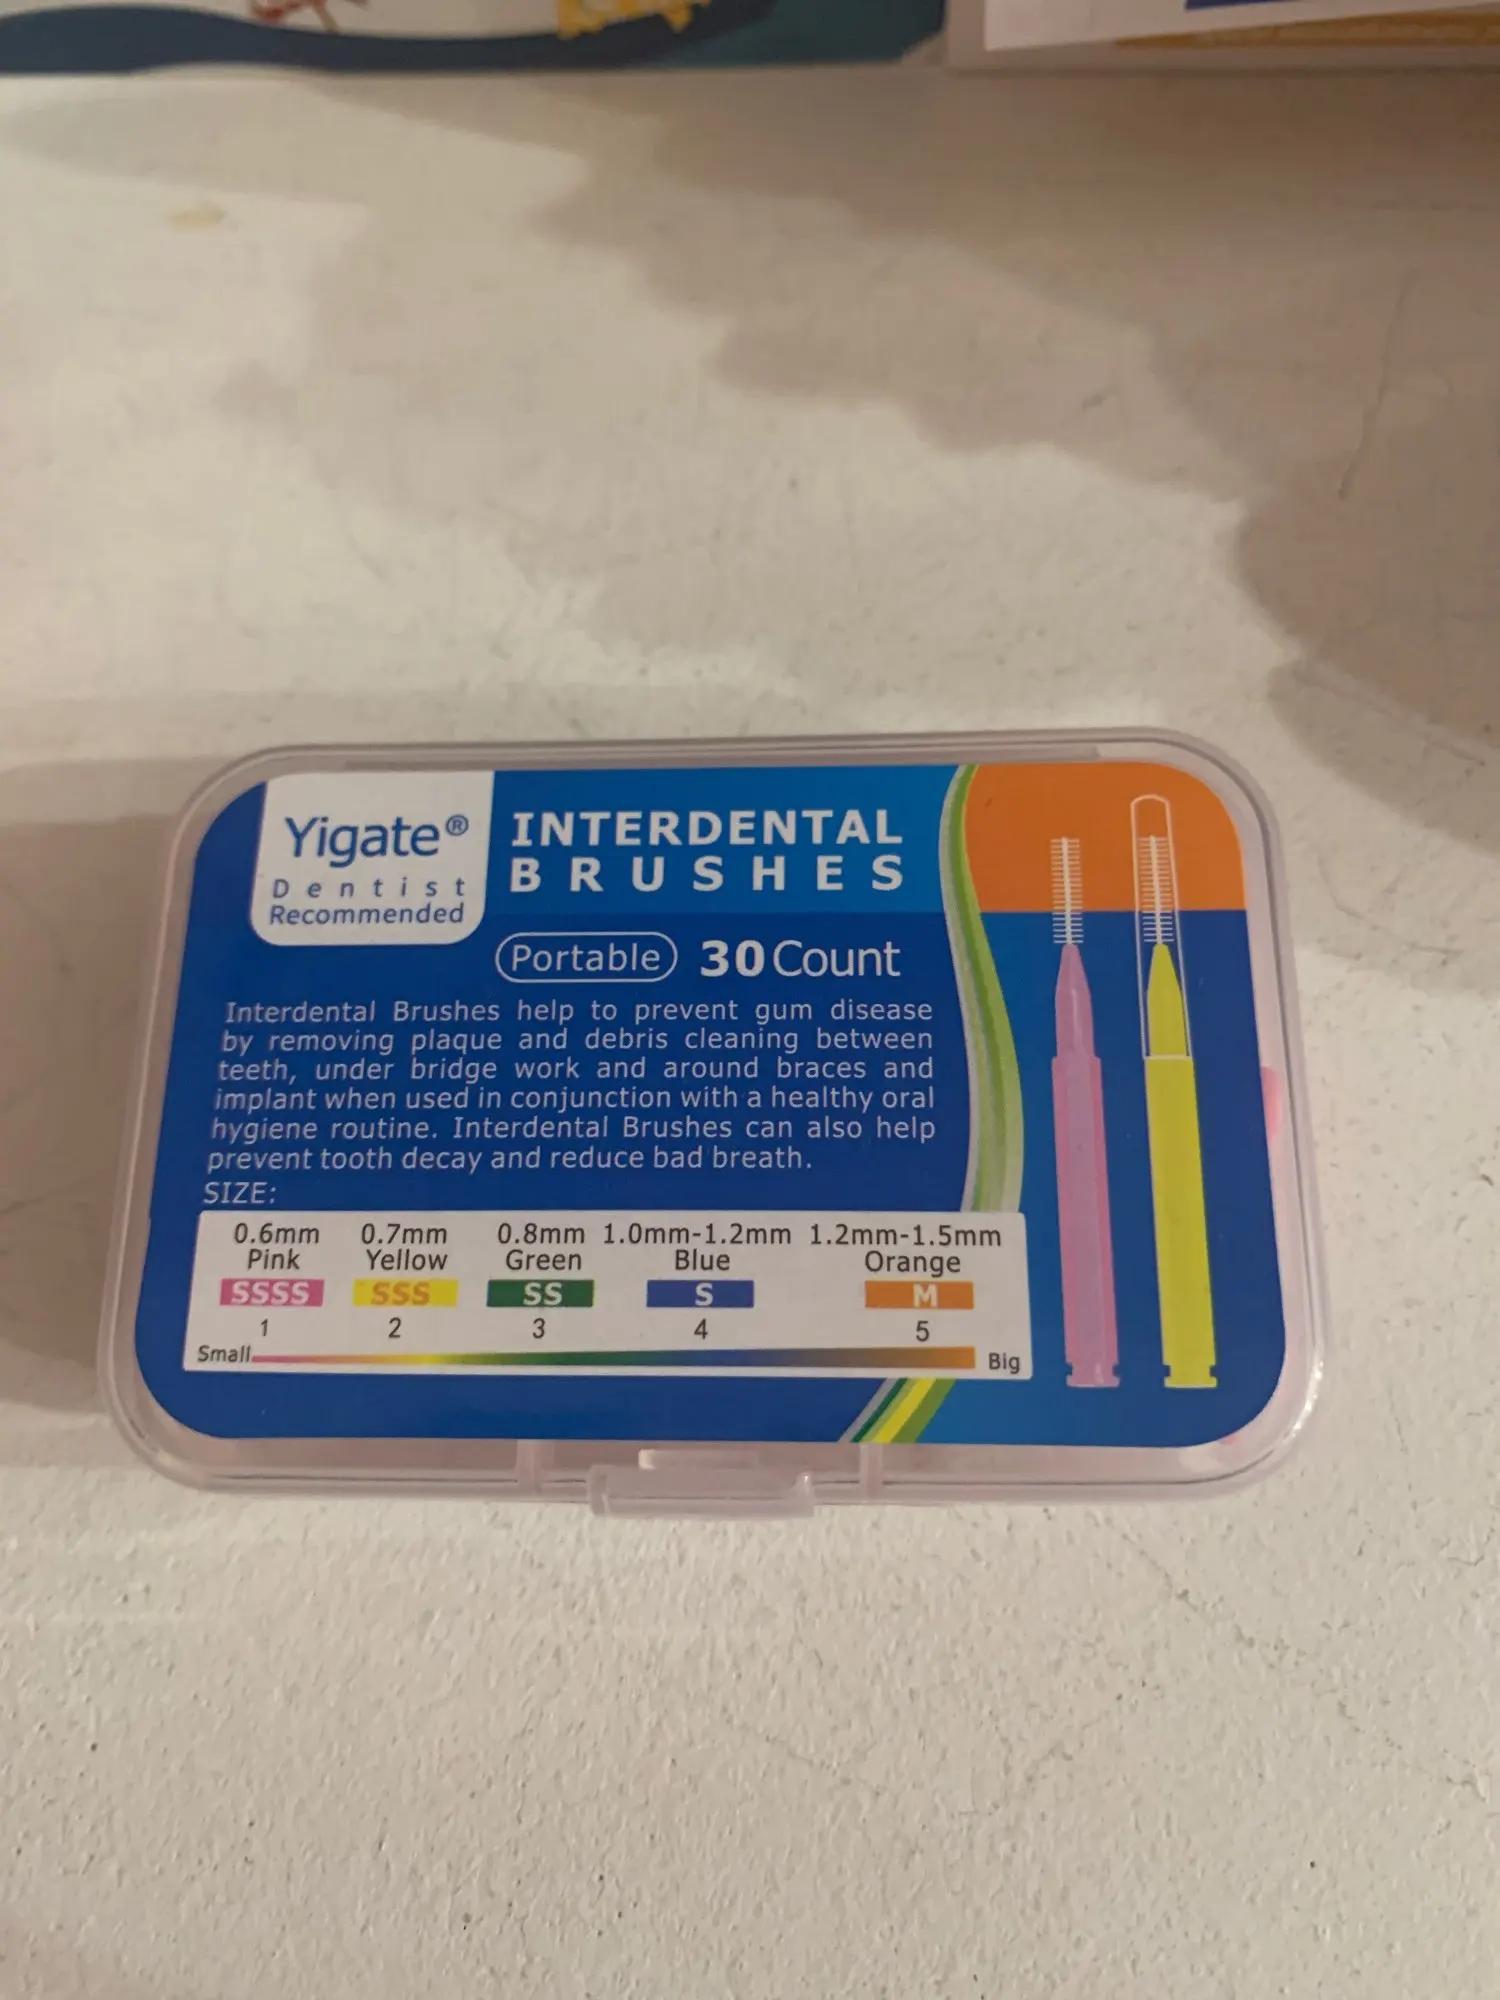 Yigate®
Dentist
Recommended
INTERDENTAL
BRUSHES
Portable 30 Count
Interdental Brushes help to prevent gum disease
by removing plaque and debris cleaning between
teeth, under bridge work and around braces and
implant when used in conjunction with a healthy oral
hygiene routine. Interdental Brushes can also help
prevent tooth decay and reduce bad breath.
SIZE:
0.6mm 0.7mm 0.8mm 1.0mm-1.2mm 1.2mm-1.5mm
Pink Yellow Green Blue Orange
SSSS SSS SS S M
1 2 3 4 5
Small Big